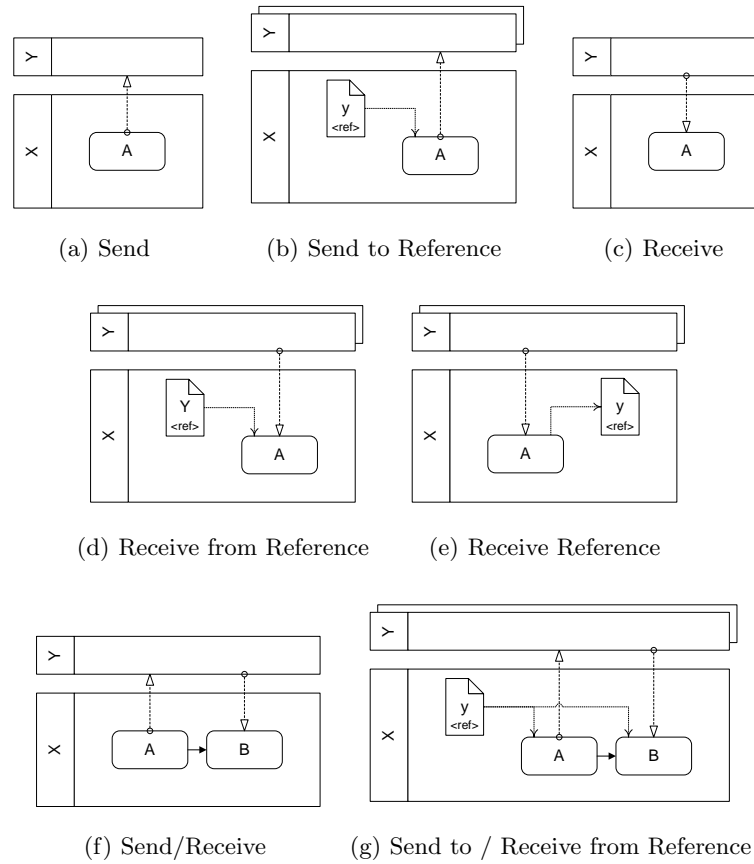 Y
X
A
(a) Send
Y
X
y
<ref>
A
(b) Send to Reference
Y
X
A
(c) Receive
Y
X
Y
<ref>
A
(d) Receive from Reference
Y
X
A
y
<ref>
(e) Receive Reference
Y
X
A
B
(f) Send/Receive
Y
X
y
<ref>
A
B
(g) Send to / Receive from Reference